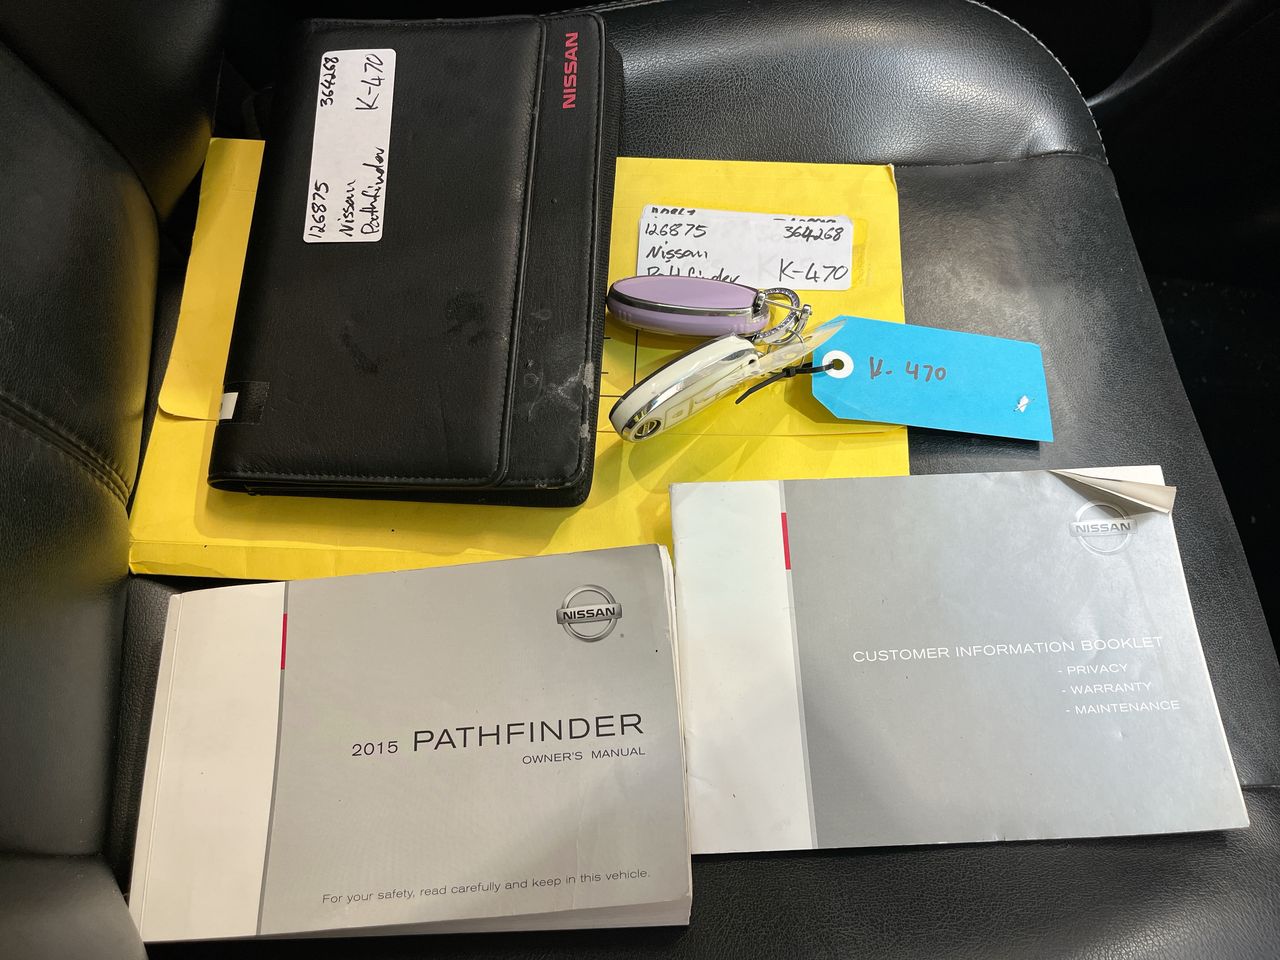 NISSAN
126875 364268
Nissan
Pathfinder K-470
126875 364268
Nissan
Pathfinder K-470
K-470
NISSAN
2015 PATHFINDER
OWNER'S MANUAL
For your safety, read carefully and keep in this vehicle.
NISSAN
CUSTOMER INFORMATION BOOKLET
- PRIVACY
- WARRANTY
- MAINTENANCE